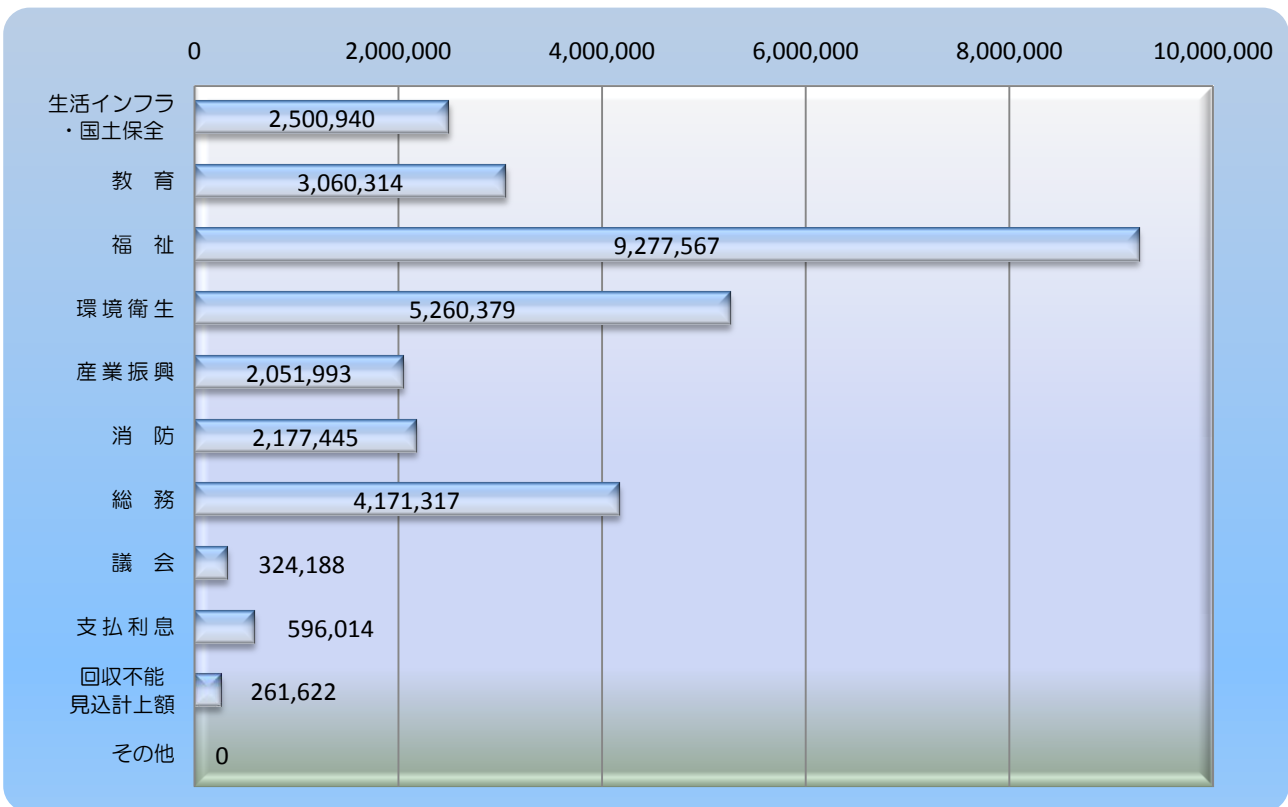 0 2,000,000 4,000,000 6,000,000 8,000,000 10,000,000
生活インフラ
・国土保全
2,500,940
教　育
3,060,314
福　祉
9,277,567
環境衛生
5,260,379
産業振興
2,051,993
消　防
2,177,445
総　務
4,171,317
議　会
324,188
支払利息
596,014
回収不能
見込計上額
261,622
その他
0